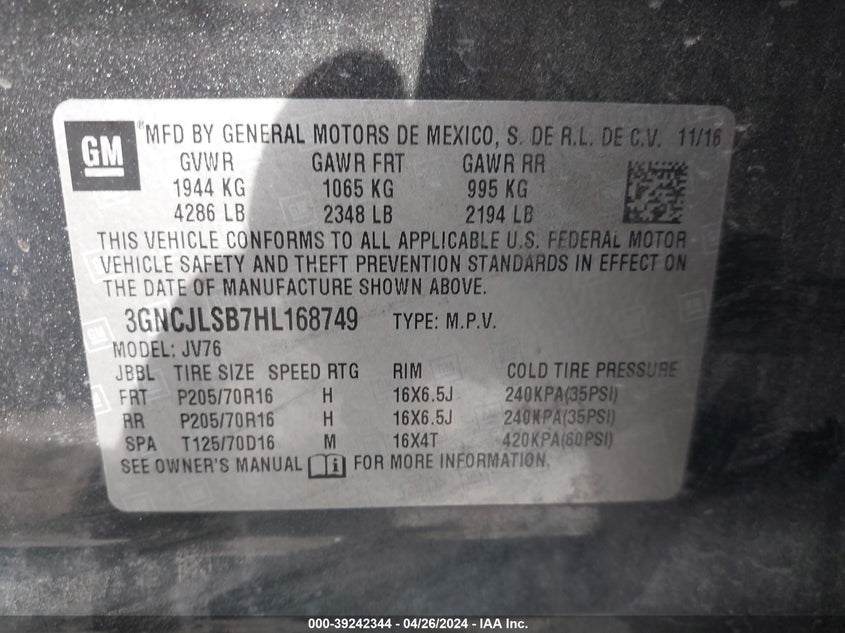 GM
MFD BY GENERAL MOTORS DE MEXICO, S. DE R.L. DE C.V. 11/16
GVWR GAWR FRT GAWR RR
1944 KG 1065 KG 995 KG
4286 LB 2348 LB 2194 LB
THIS VEHICLE CONFORMS TO ALL APPLICABLE U.S. FEDERAL MOTOR
VEHICLE SAFETY AND THEFT PREVENTION STANDARDS IN EFFECT ON
THE DATE OF MANUFACTURE SHOWN ABOVE.
3GNCJLSB7HL168749 TYPE: M.P.V.
MODEL: JV76
JBBL TIRE SIZE SPEED RTG RIM COLD TIRE PRESSURE
FRT P205/70R16 H 16X6.5J 240KPA(35PSI)
RR P205/70R16 H 16X6.5J 240KPA(35PSI)
SPA T125/70D16 M 16X4T 420KPA(60PSI)
SEE OWNER'S MANUAL FOR MORE INFORMATION.
000-39242344 - 04/26/2024 - IAA Inc.